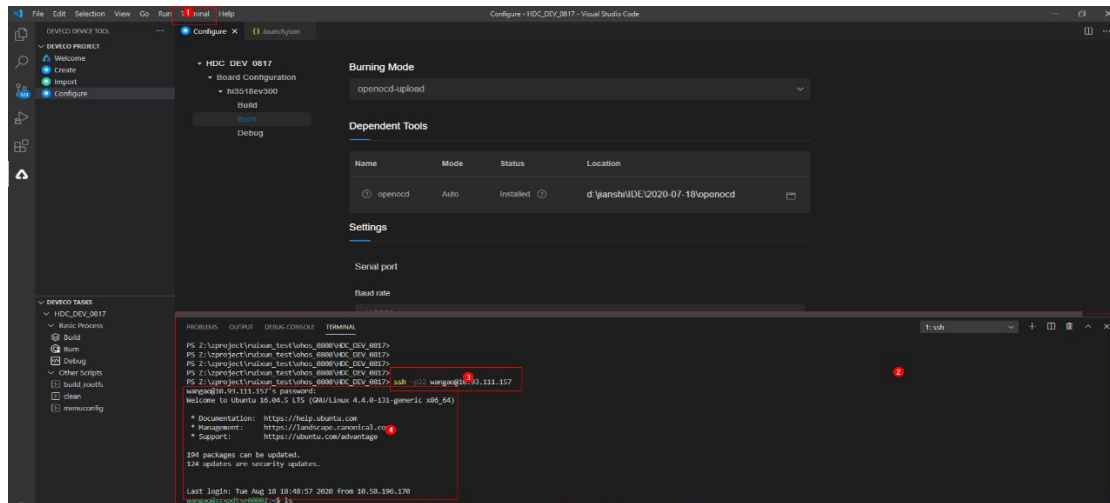 File Edit Selection View Go Run Terminal Help
Configure - HDC_DEV_0817 - Visual Studio Code
DEVECO DEVICE TOOL ...
DEVECO PROJECT
Welcome
Create
Import
Configure
Configure
launch.json
HDC_DEV_0817
Board Configuration
hi3518ev300
Build
Burn
Debug
Burning Mode
openocd-upload
Dependent Tools
Name Mode Status Location
openocd Auto Installed d:\jianshi\IDE\2020-07-18\openocd
Settings
Serial port
Baud rate
DEVECO TASKS
HDC_DEV_0817
Basic Process
Build
Burn
Debug
Other Scripts
build_rootfs
clean
menuconfig
PROBLEMS OUTPUT DEBUG CONSOLE TERMINAL
1: ssh
PS Z:\zproject\ruixun_test\ohos_0808\HDC_DEV_0817>
PS Z:\zproject\ruixun_test\ohos_0808\HDC_DEV_0817>
PS Z:\zproject\ruixun_test\ohos_0808\HDC_DEV_0817>
PS Z:\zproject\ruixun_test\ohos_0808\HDC_DEV_0817>
PS Z:\zproject\ruixun_test\ohos_0808\HDC_DEV_0817> ssh -p22 wangao@10.93.111.157
wangao@10.93.111.157's password:
Welcome to Ubuntu 16.04.5 LTS (GNU/Linux 4.4.0-131-generic x86_64)
* Documentation: https://help.ubuntu.com
* Management: https://landscape.canonical.com
* Support: https://ubuntu.com/advantage
194 packages can be updated.
124 updates are security updates.
Last login: Tue Aug 18 18:48:57 2020 from 10.58.196.170
1
2
3
4